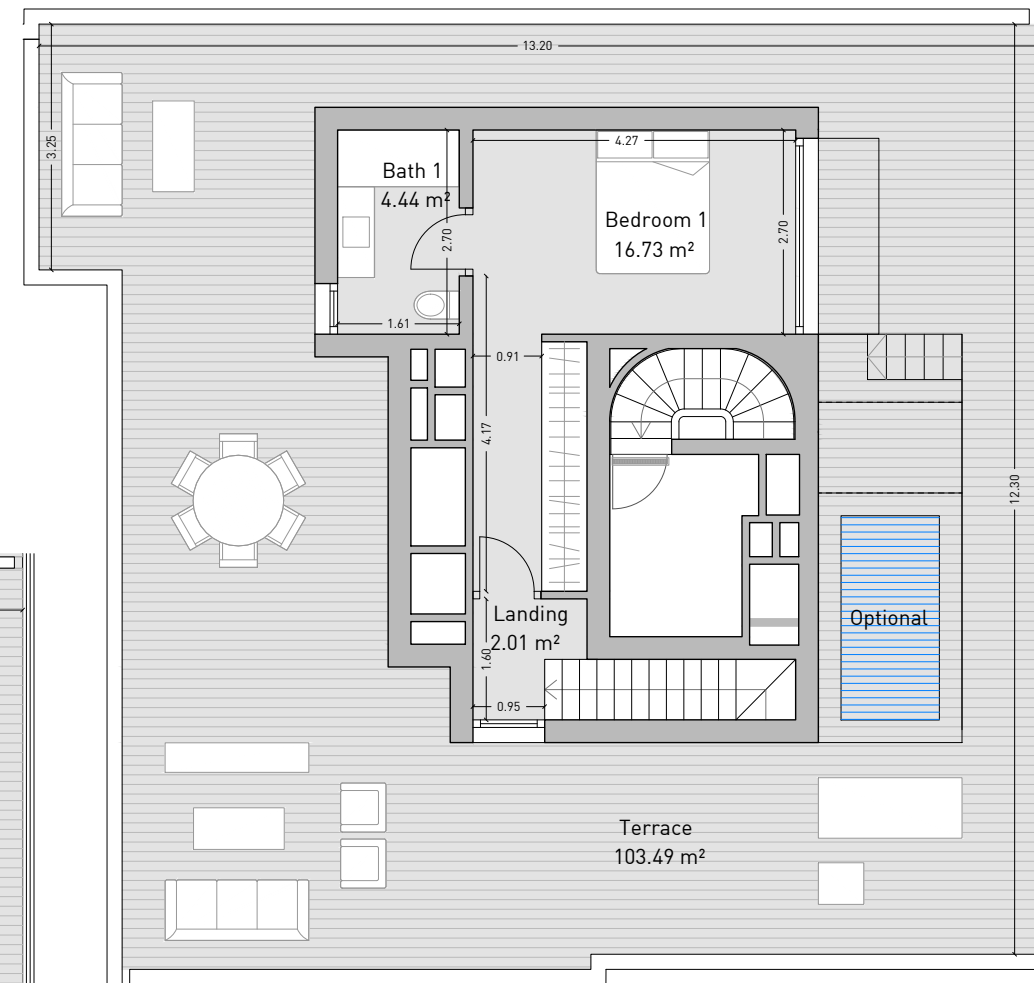 13.20
3.25
Bath 1
4.44 m²
4.27
Bedroom 1
16.73 m²
2.70
2.70
1.61
0.91
4.17
12.30
Landing
2.01 m²
1.60
0.95
Optional
Terrace
103.49 m²